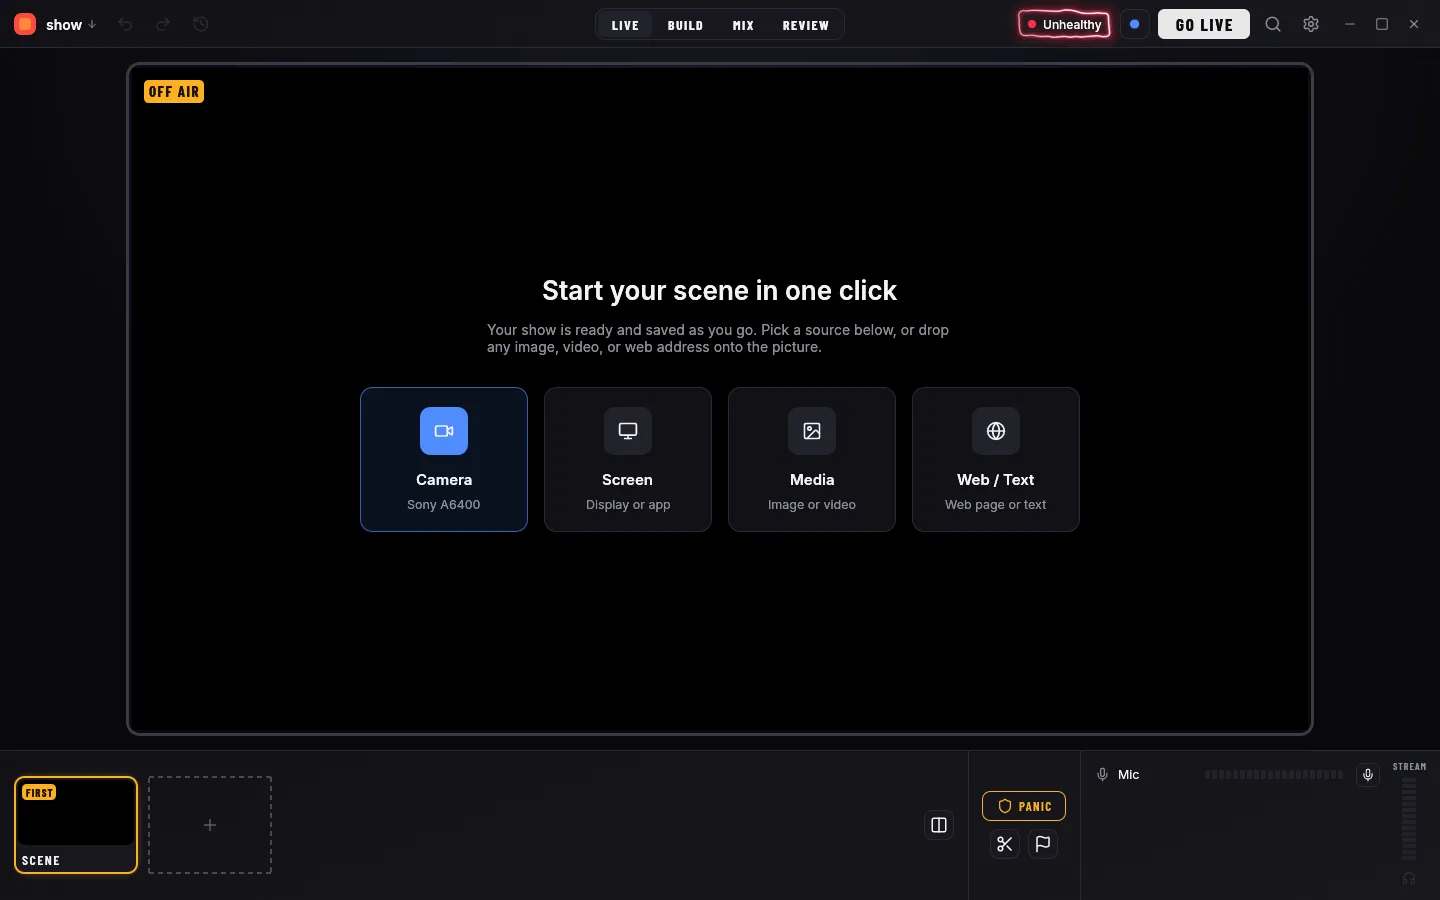 show
LIVE
BUILD
MIX
REVIEW
Unhealthy
GO LIVE
OFF AIR
Start your scene in one click
Your show is ready and saved as you go. Pick a source below, or drop
any image, video, or web address onto the picture.
Camera
Sony A6400
Screen
Display or app
Media
Image or video
Web / Text
Web page or text
FIRST
SCENE
PANIC
Mic
STREAM